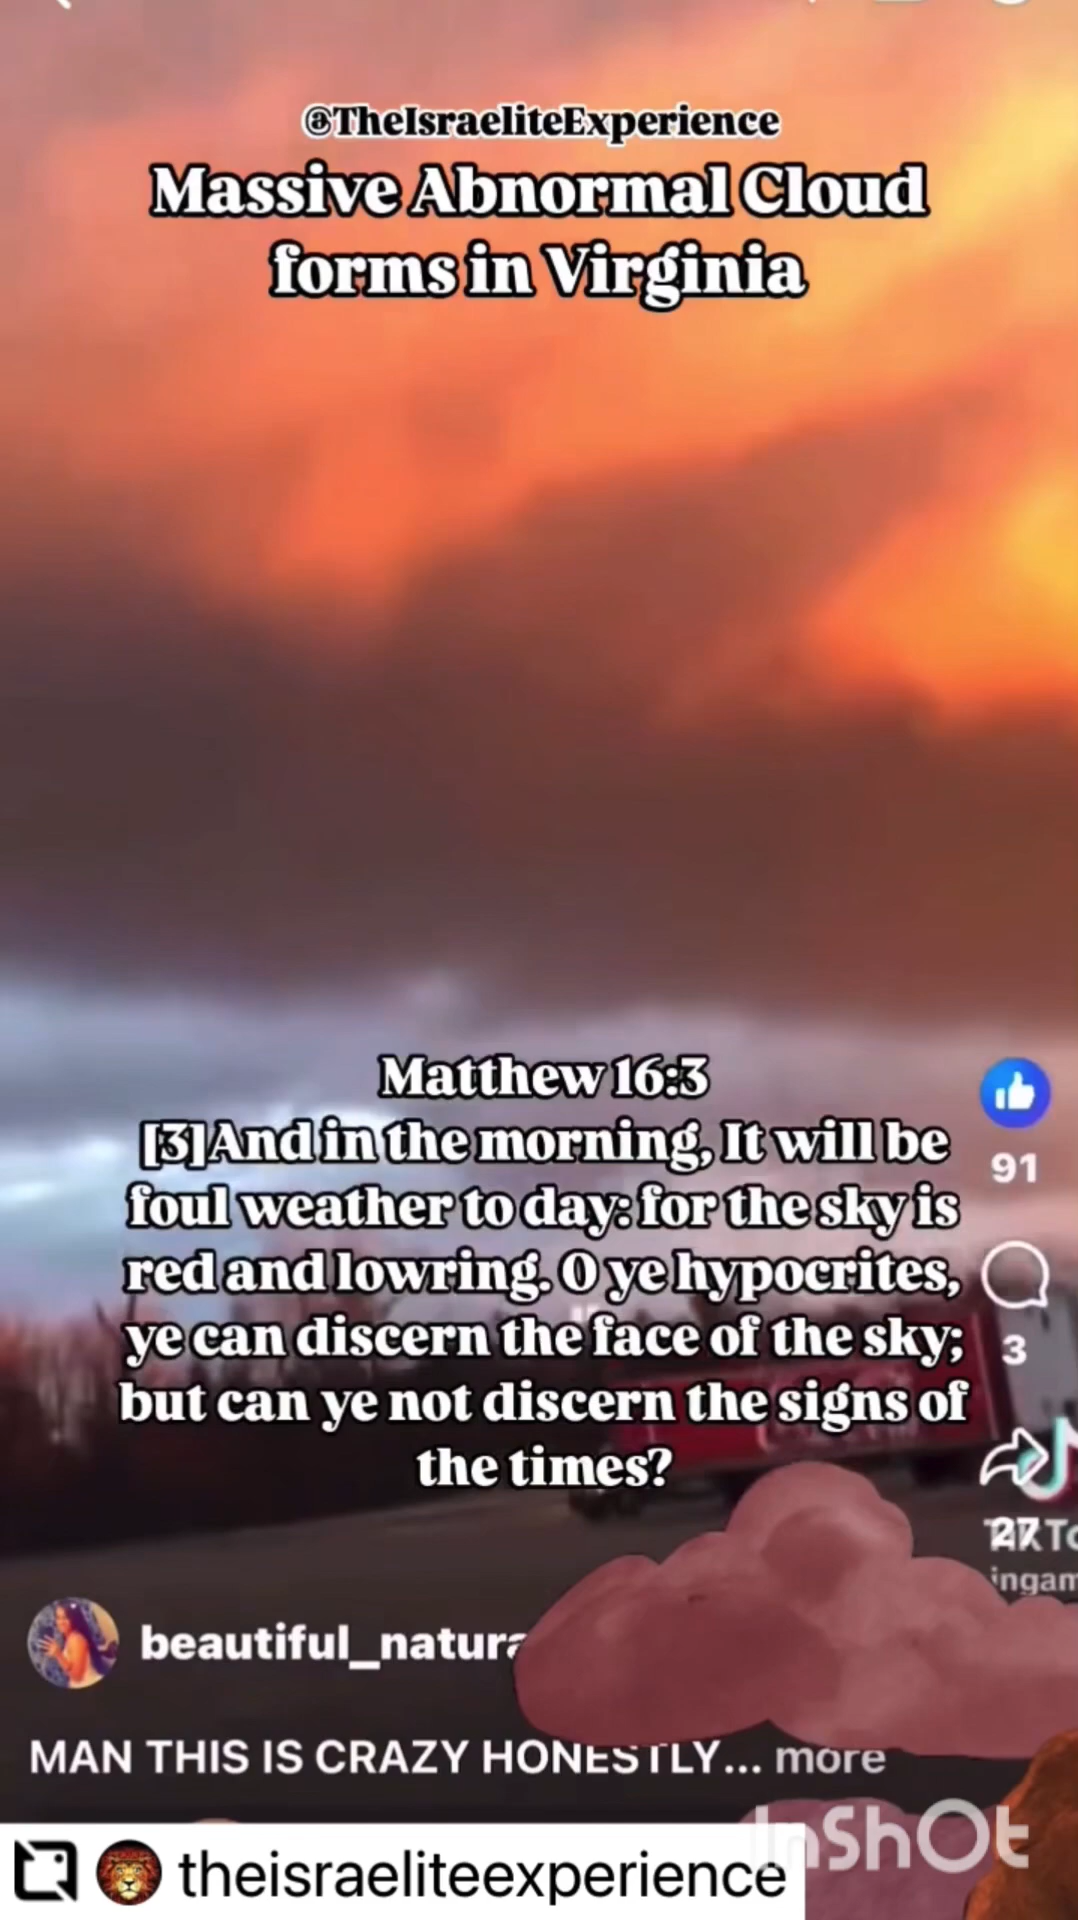 @TheIsraeliteExperience
Massive Abnormal Cloud
forms in Virginia
Matthew 16:3
[3]And in the morning, It will be
foul weather to day: for the sky is
red and lowring. O ye hypocrites,
ye can discern the face of the sky;
but can ye not discern the signs of
the times?
91
3
27
beautiful_natura
MAN THIS IS CRAZY HONESTLY... more
InShOt
theisraeliteexperience